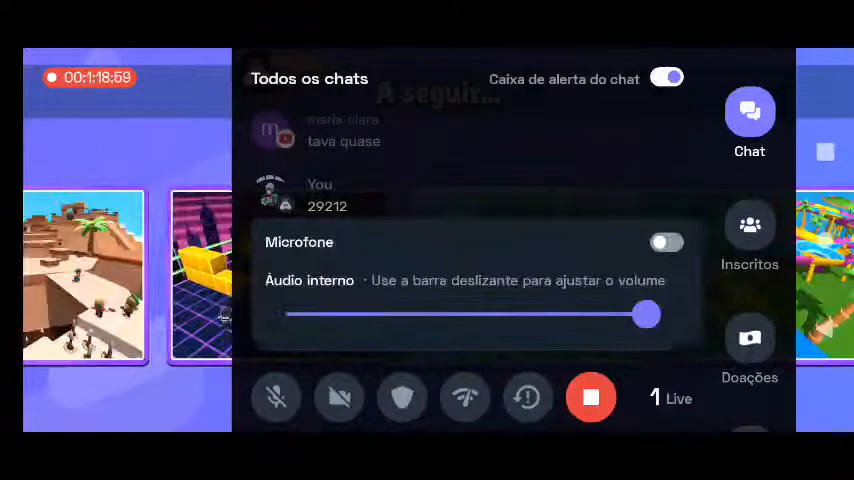 00:1:18:59
Todos os chats
Caixa de alerta do chat
A seguir...
maria clara
tava quase
Chat
You
29212
Microfone
Áudio interno · Use a barra deslizante para ajustar o volume
Inscritos
Doações
1 Live